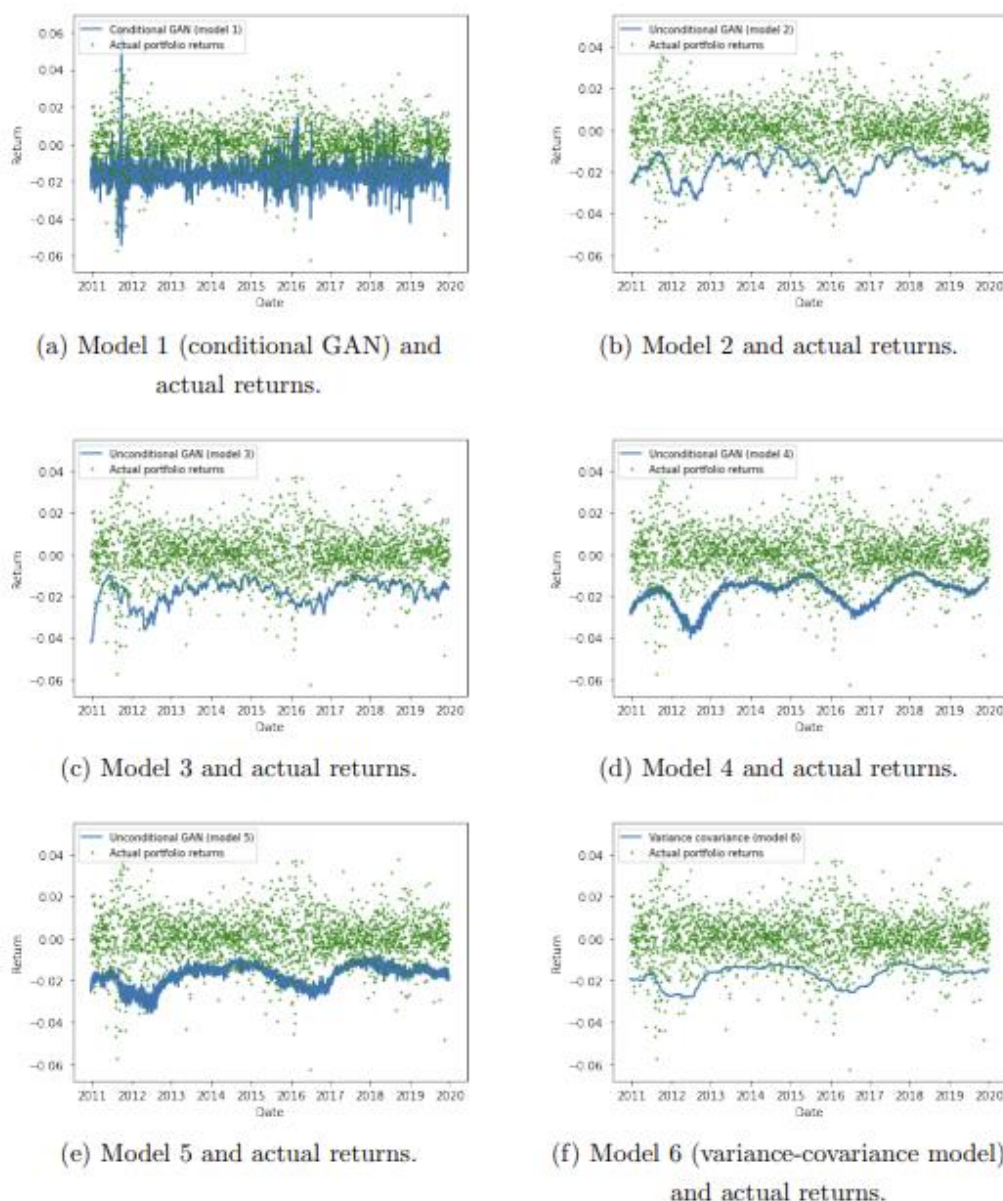 Conditional GAN (model 1)
Actual portfolio returns
0.06
0.04
0.02
0.00
−0.02
−0.04
−0.06
Return
2011 2012 2013 2014 2015 2016 2017 2018 2019 2020
Date
(a) Model 1 (conditional GAN) and
actual returns.
Unconditional GAN (model 2)
Actual portfolio returns
0.04
0.02
0.00
−0.02
−0.04
−0.06
Return
2011 2012 2013 2014 2015 2016 2017 2018 2019 2020
Date
(b) Model 2 and actual returns.
Unconditional GAN (model 3)
Actual portfolio returns
0.04
0.02
0.00
−0.02
−0.04
−0.06
Return
2011 2012 2013 2014 2015 2016 2017 2018 2019 2020
Date
(c) Model 3 and actual returns.
Unconditional GAN (model 4)
Actual portfolio returns
0.04
0.02
0.00
−0.02
−0.04
−0.06
Return
2011 2012 2013 2014 2015 2016 2017 2018 2019 2020
Date
(d) Model 4 and actual returns.
Unconditional GAN (model 5)
Actual portfolio returns
0.04
0.02
0.00
−0.02
−0.04
−0.06
Return
2011 2012 2013 2014 2015 2016 2017 2018 2019 2020
Date
(e) Model 5 and actual returns.
Variance covariance (model 6)
Actual portfolio returns
0.04
0.02
0.00
−0.02
−0.04
−0.06
Return
2011 2012 2013 2014 2015 2016 2017 2018 2019 2020
Date
(f) Model 6 (variance-covariance model)
and actual returns.